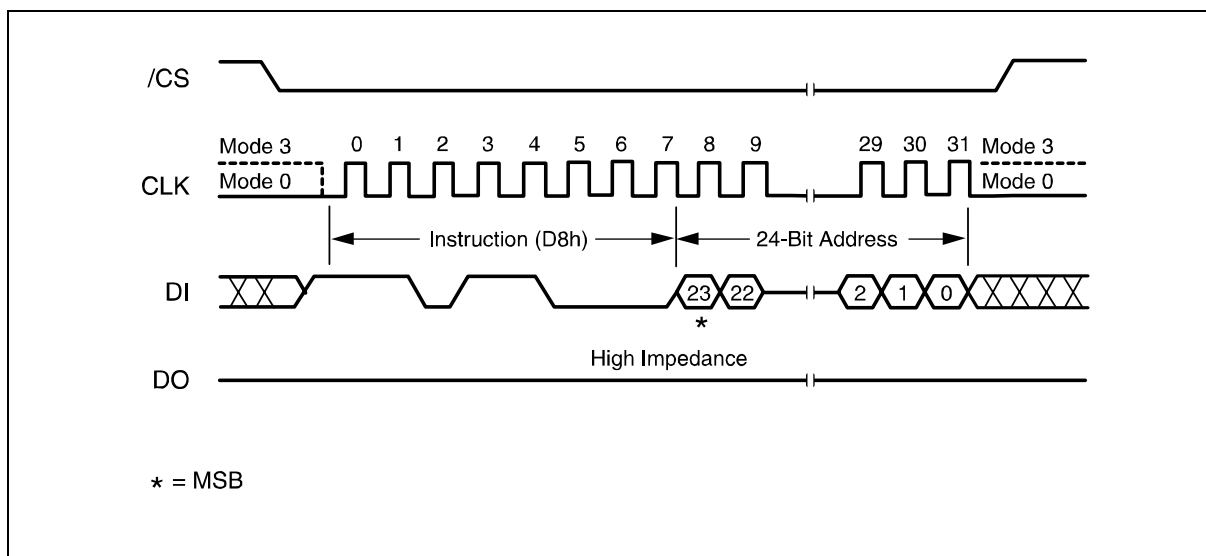 /CS
Mode 3 0 1 2 3 4 5 6 7 8 9 29 30 31 Mode 3
CLK Mode 0 Mode 0
Instruction (D8h) 24-Bit Address
DI 23 22 2 1 0
*
High Impedance
DO
* = MSB